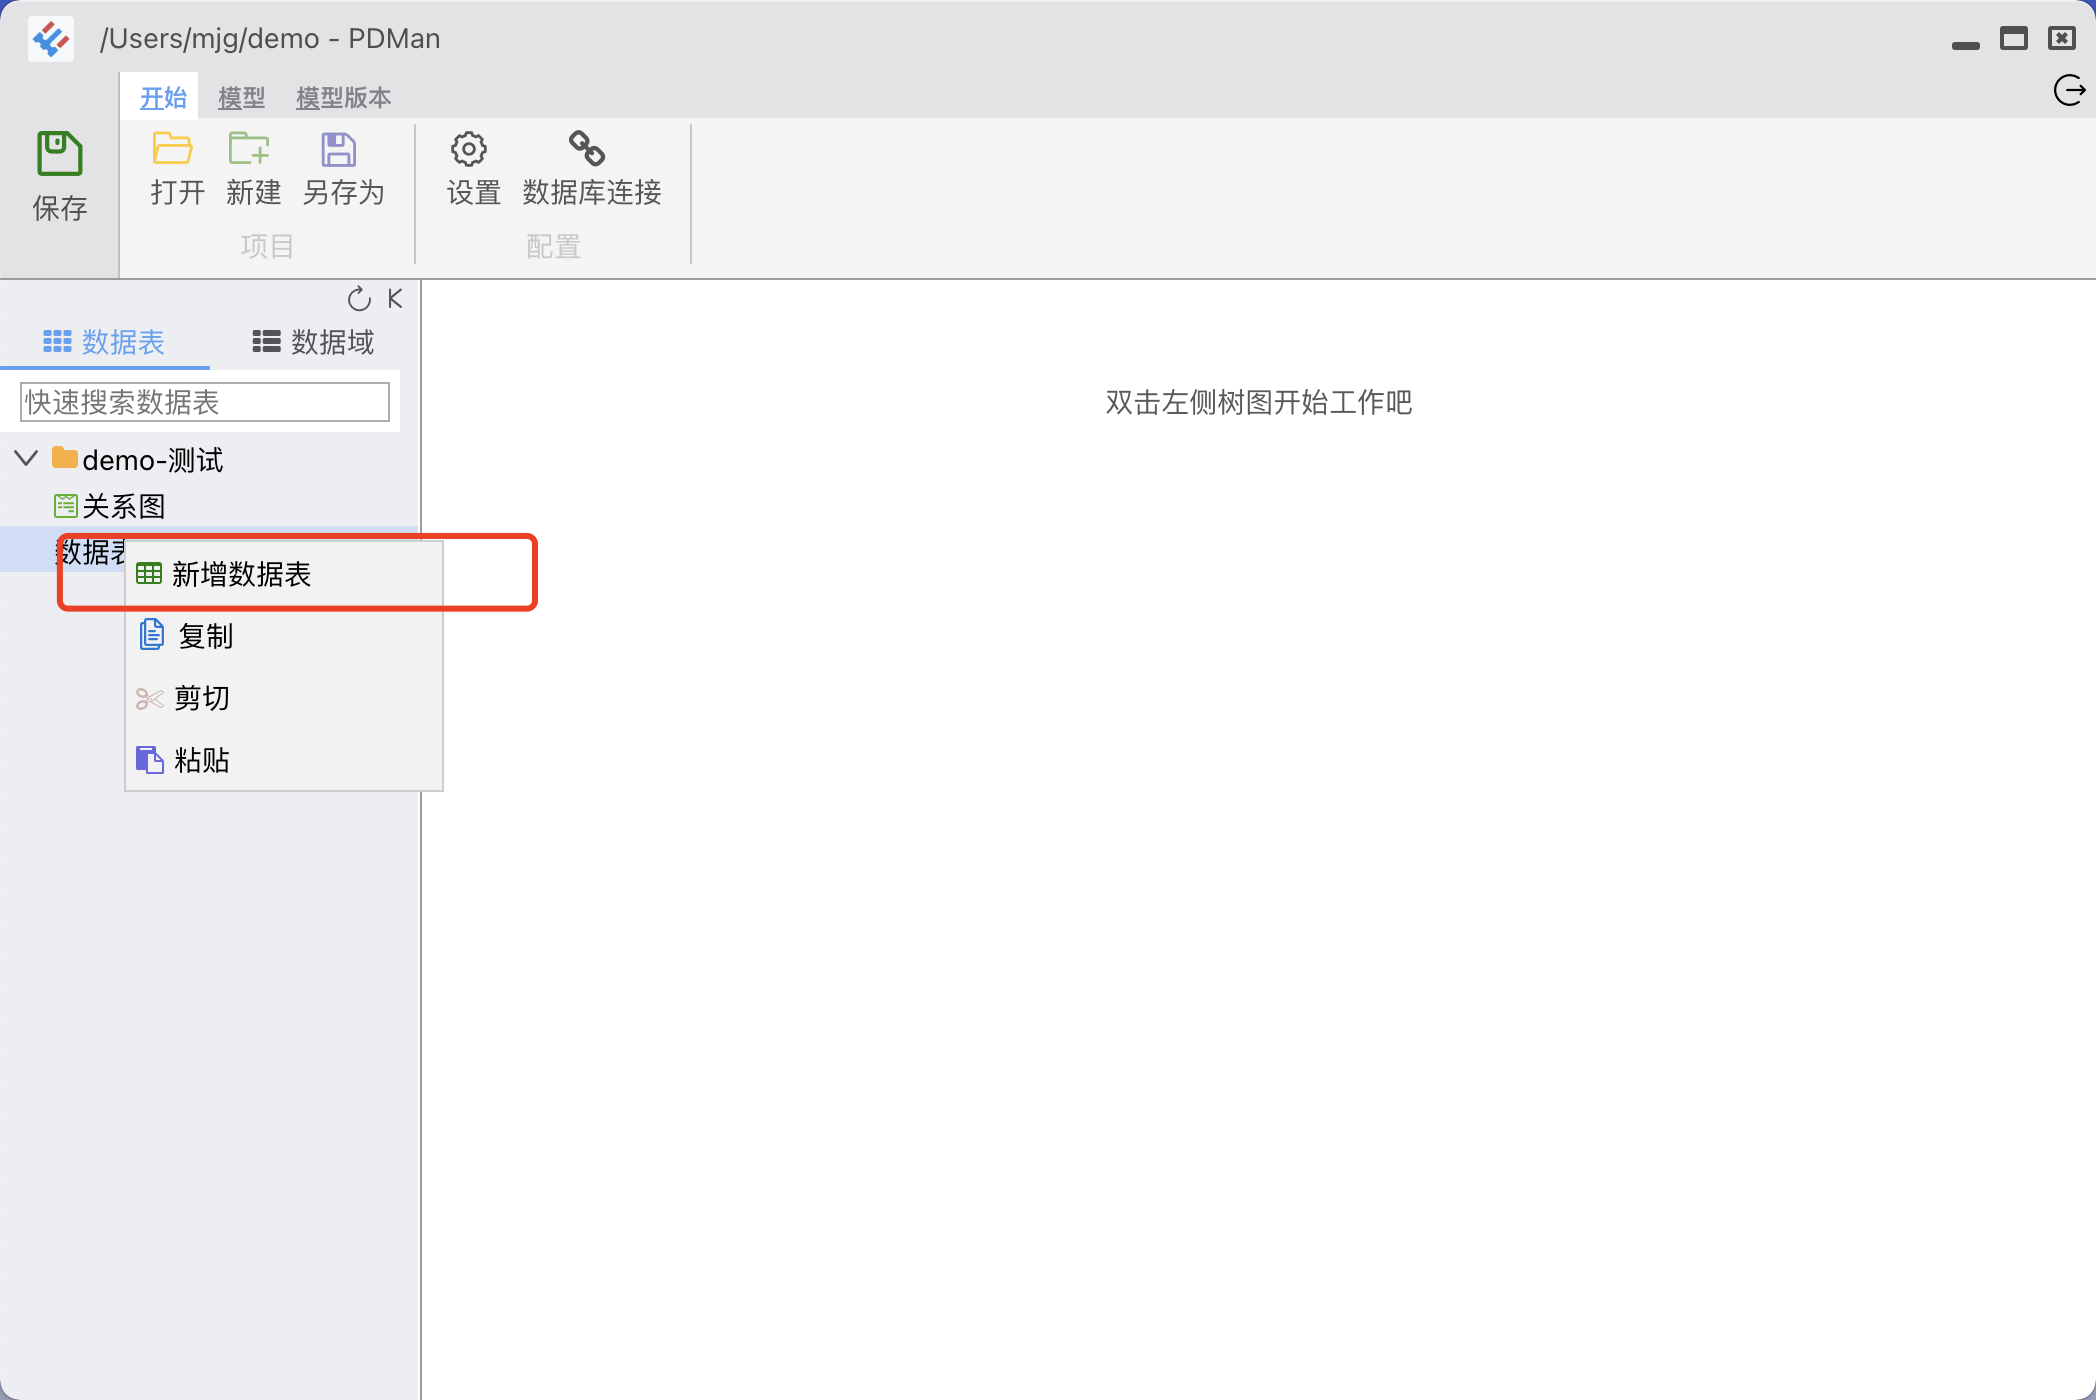 /Users/mjg/demo - PDMan
开始 模型 模型版本
保存
打开 新建 另存为 设置 数据库连接
项目 配置
数据表 数据域
快速搜索数据表
双击左侧树图开始工作吧
demo-测试
关系图
数据表
新增数据表
复制
剪切
粘贴